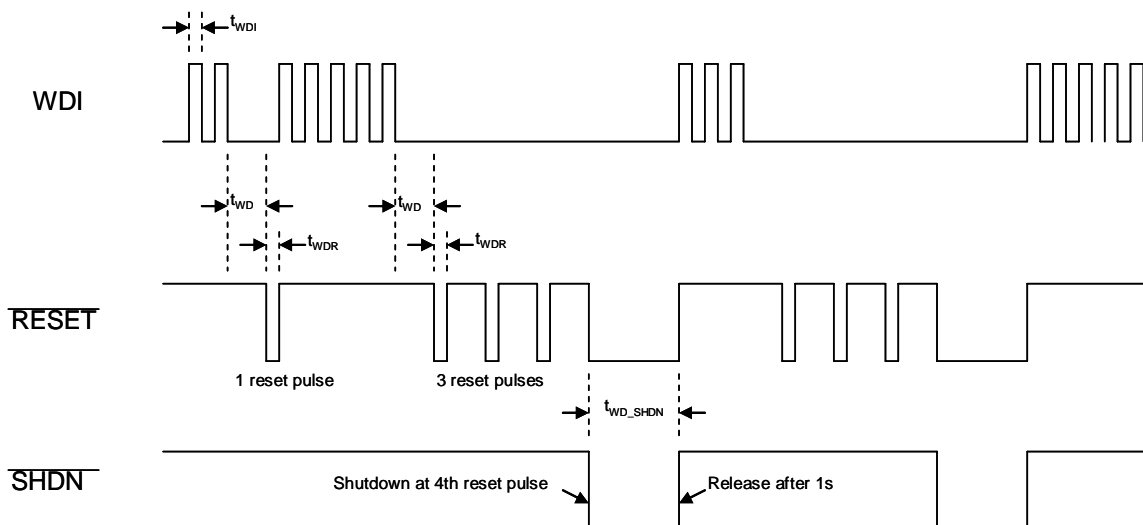 tWDI
WDI
tWD
tWD
tWDR
tWDR
RESET
1 reset pulse
3 reset pulses
tWD_SHDN
SHDN
Shutdown at 4th reset pulse
Release after 1s